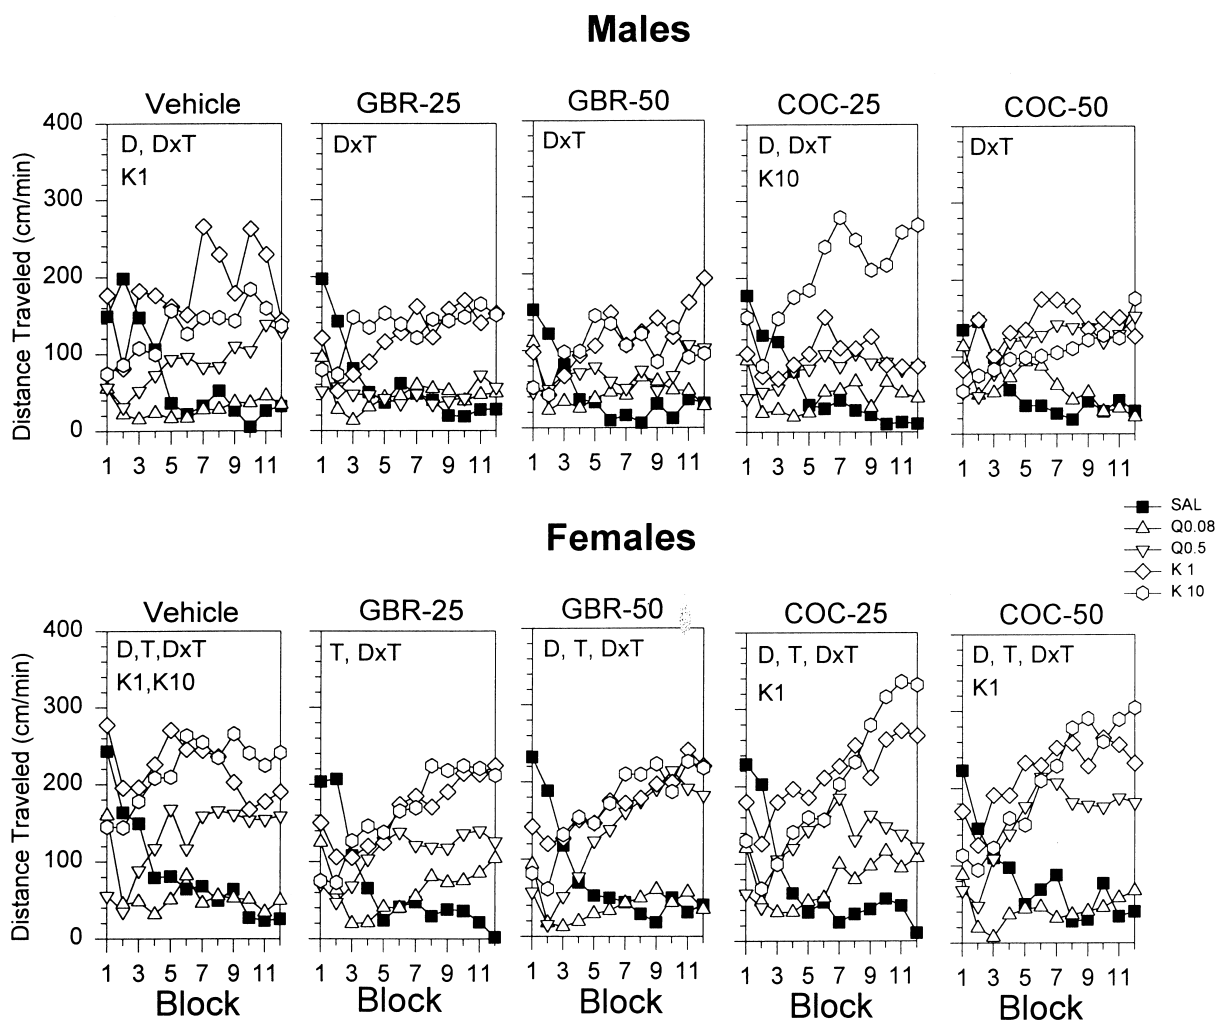 Males
Vehicle GBR-25 GBR-50 COC-25 COC-50
Distance Traveled (cm/min)
400
300
200
100
0
D, DxT
K1
DxT
DxT
D, DxT
K10
DxT
1 3 5 7 9 11 1 3 5 7 9 11 1 3 5 7 9 11 1 3 5 7 9 11 1 3 5 7 9 11
SAL
Q0.08
Q0.5
K 1
K 10
Females
Vehicle GBR-25 GBR-50 COC-25 COC-50
Distance Traveled (cm/min)
400
300
200
100
0
D,T,DxT
K1,K10
T, DxT
D, T, DxT
D, T, DxT
K1
D, T, DxT
K1
1 3 5 7 9 11 1 3 5 7 9 11 1 3 5 7 9 11 1 3 5 7 9 11 1 3 5 7 9 11
Block Block Block Block Block